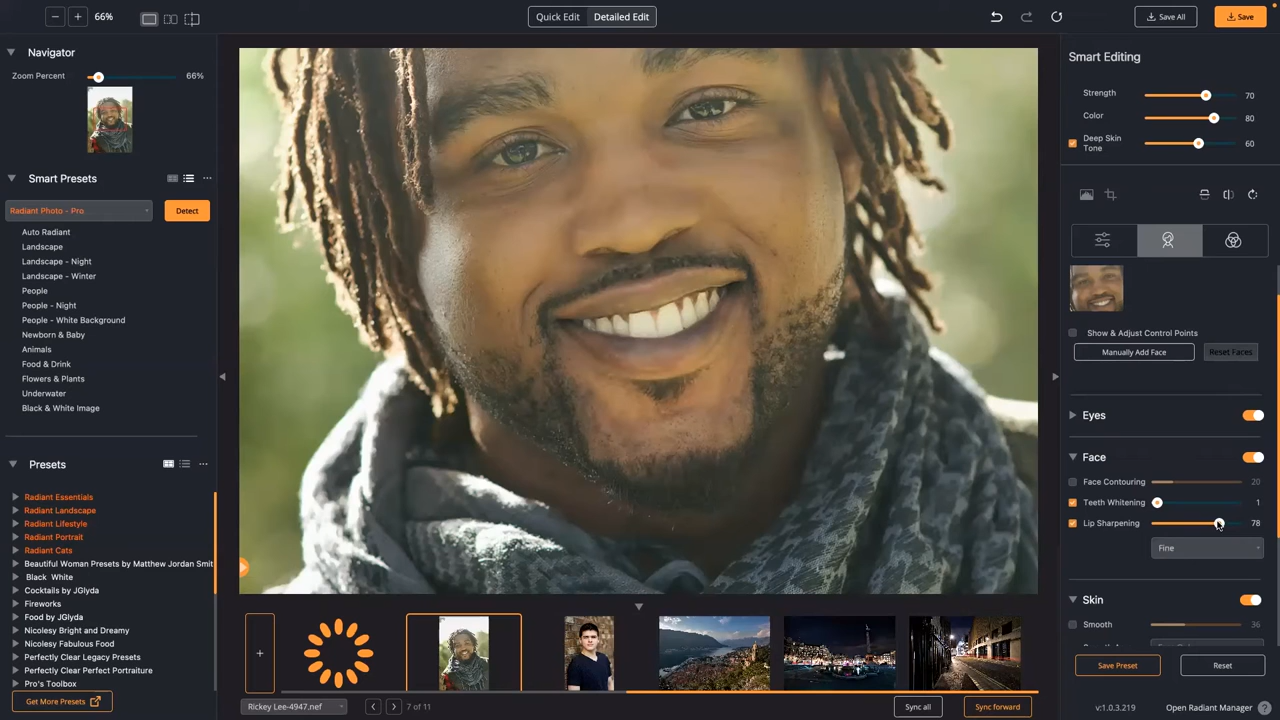 66%
Quick Edit
Detailed Edit
Save All
Save
Navigator
Zoom Percent
66%
Smart Presets
Radiant Photo - Pro
Detect
Auto Radiant
Landscape
Landscape - Night
Landscape - Winter
People
People - Night
People - White Background
Newborn & Baby
Animals
Food & Drink
Flowers & Plants
Underwater
Black & White Image
Presets
Radiant Essentials
Radiant Landscape
Radiant Lifestyle
Radiant Portrait
Radiant Cats
Beautiful Woman Presets by Matthew Jordan Smit
Black White
Cocktails by JGlyda
Fireworks
Food by JGlyda
Nicolesy Bright and Dreamy
Nicolesy Fabulous Food
Perfectly Clear Legacy Presets
Perfectly Clear Perfect Portraiture
Pro's Toolbox
Get More Presets
Rickey Lee-4947.nef
7 of 11
Sync all
Sync forward
Smart Editing
Strength 70
Color 80
Deep Skin
Tone
60
Show & Adjust Control Points
Manually Add Face
Reset Faces
Eyes
Face
Face Contouring 20
Teeth Whitening 1
Lip Sharpening 78
Fine
Skin
Smooth 36
Save Preset
Reset
v:1.0.3.219
Open Radiant Manager